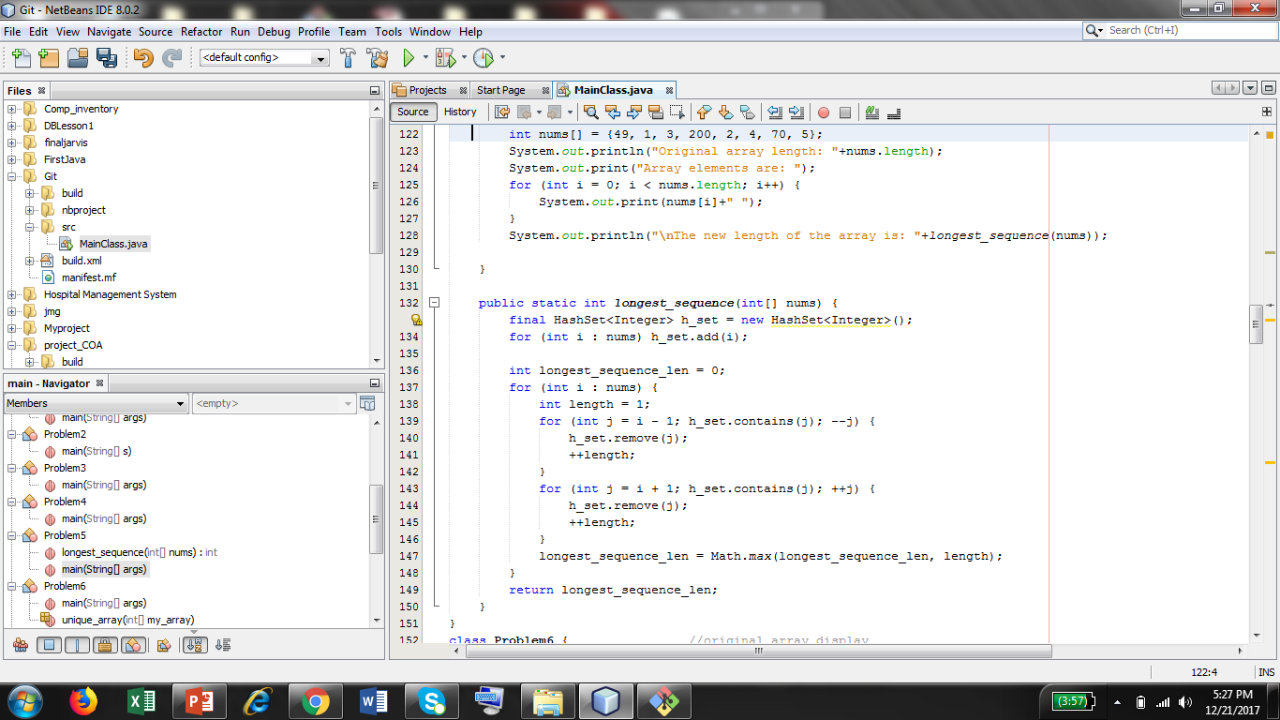 Git - NetBeans IDE 8.0.2
File Edit View Navigate Source Refactor Run Debug Profile Team Tools Window Help
Search (Ctrl+I)
<default config>
Files
Comp_inventory
DBLesson1
finaljarvis
FirstJava
Git
build
nbproject
src
MainClass.java
build.xml
manifest.mf
Hospital Management System
jmg
Myproject
project_COA
build
main - Navigator
Members
<empty>
main(String[] args)
Problem2
main(String[] s)
Problem3
main(String[] args)
Problem4
main(String[] args)
Problem5
longest_sequence(int[] nums) : int
main(String[] args)
Problem6
main(String[] args)
unique_array(int[] my_array)
Projects Start Page MainClass.java
Source History
122 int nums[] = {49, 1, 3, 200, 2, 4, 70, 5};
123 System.out.println("Original array length: "+nums.length);
124 System.out.print("Array elements are: ");
125 for (int i = 0; i < nums.length; i++) {
126 System.out.print(nums[i]+" ");
127 }
128 System.out.println("\nThe new length of the array is: "+longest_sequence(nums));
129
130 }
131
132 public static int longest_sequence(int[] nums) {
final HashSet<Integer> h_set = new HashSet<Integer>();
134 for (int i : nums) h_set.add(i);
135
136 int longest_sequence_len = 0;
137 for (int i : nums) {
138 int length = 1;
139 for (int j = i - 1; h_set.contains(j); --j) {
140 h_set.remove(j);
141 ++length;
142 }
143 for (int j = i + 1; h_set.contains(j); ++j) {
144 h_set.remove(j);
145 ++length;
146 }
147 longest_sequence_len = Math.max(longest_sequence_len, length);
148 }
149 return longest_sequence_len;
150 }
151 }
152 class Problem6 { //original array display
122:4 INS
(3:57)
5:27 PM
12/21/2017